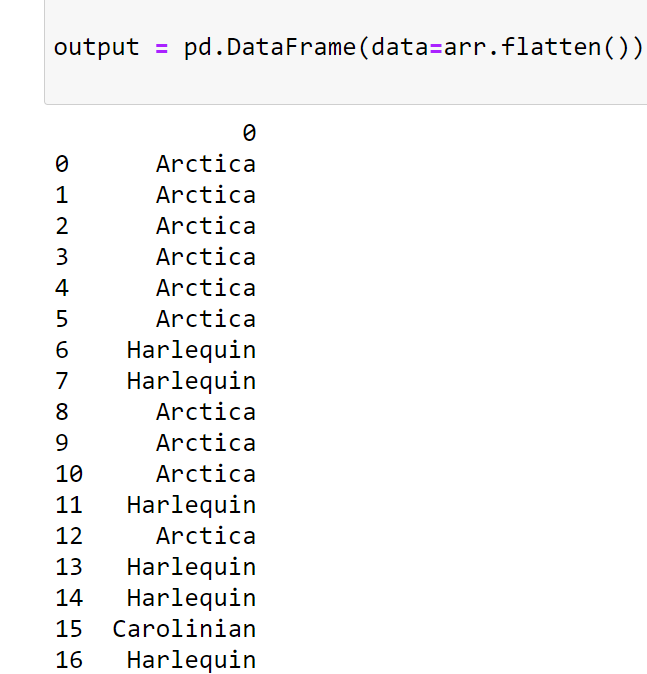 output = pd.DataFrame(data=arr.flatten())
0
0 Arctica
1 Arctica
2 Arctica
3 Arctica
4 Arctica
5 Arctica
6 Harlequin
7 Harlequin
8 Arctica
9 Arctica
10 Arctica
11 Harlequin
12 Arctica
13 Harlequin
14 Harlequin
15 Carolinian
16 Harlequin